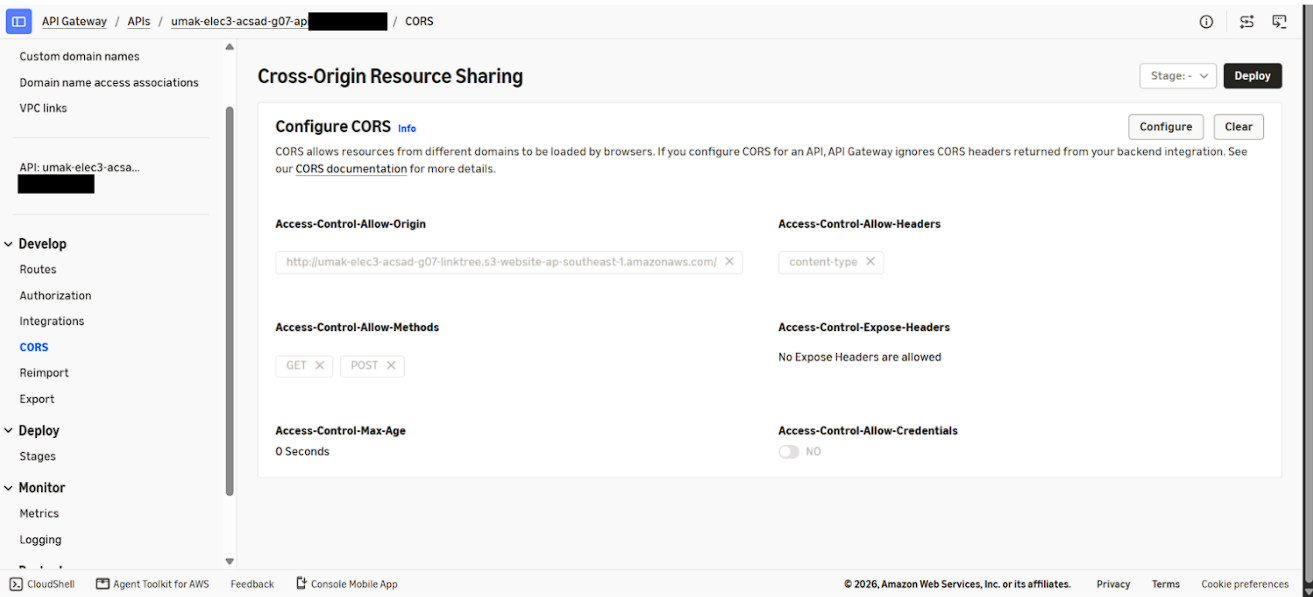 API Gateway / APIs / umak-elec3-acsad-g07-ap / CORS
Custom domain names
Domain name access associations
VPC links
API: umak-elec3-acsa...
Develop
Routes
Authorization
Integrations
CORS
Reimport
Export
Deploy
Stages
Monitor
Metrics
Logging
Cross-Origin Resource Sharing
Stage: -
Deploy
Configure CORS Info
Configure
Clear
CORS allows resources from different domains to be loaded by browsers. If you configure CORS for an API, API Gateway ignores CORS headers returned from your backend integration. See
our CORS documentation for more details.
Access-Control-Allow-Origin
http://umak-elec3-acsad-g07-linktree.s3-website-ap-southeast-1.amazonaws.com/
Access-Control-Allow-Headers
content-type
Access-Control-Allow-Methods
GET
POST
Access-Control-Expose-Headers
No Expose Headers are allowed
Access-Control-Max-Age
0 Seconds
Access-Control-Allow-Credentials
NO
CloudShell
Agent Toolkit for AWS
Feedback
Console Mobile App
© 2026, Amazon Web Services, Inc. or its affiliates.
Privacy
Terms
Cookie preferences